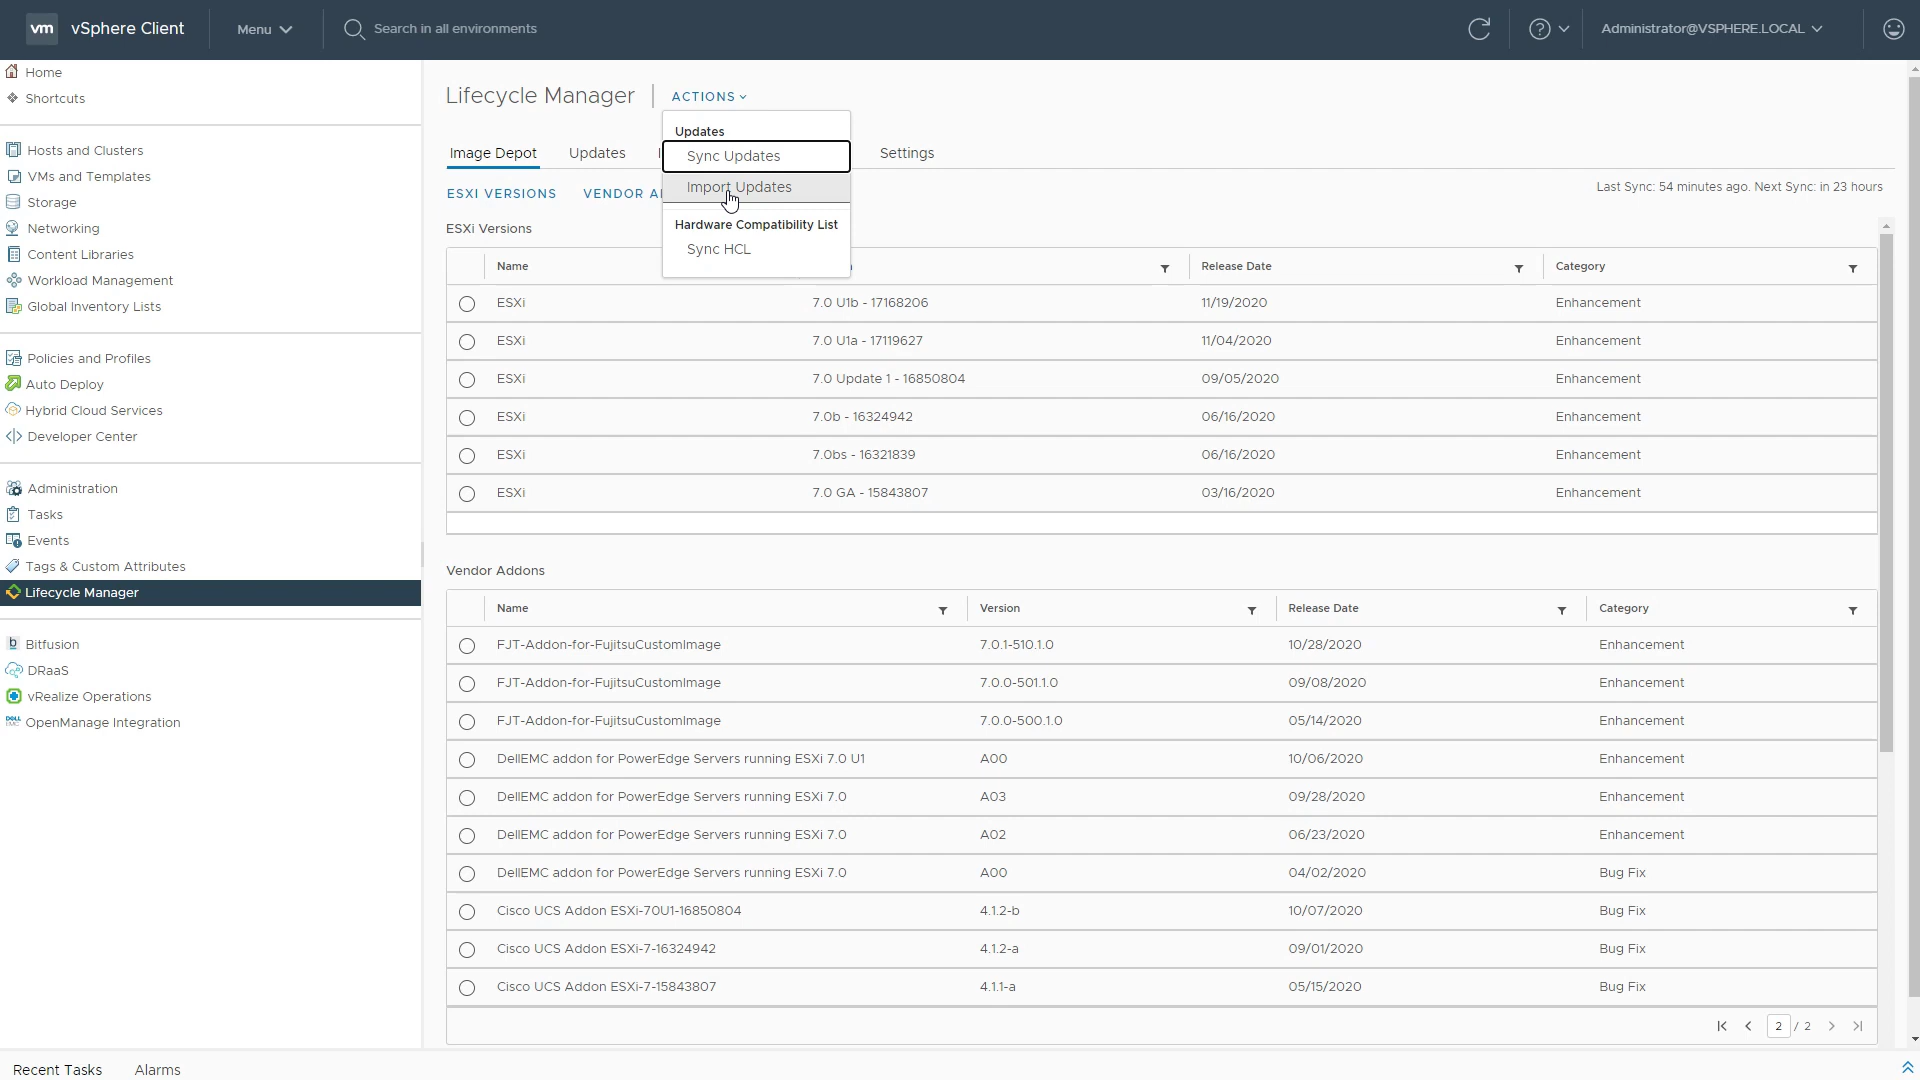 vm vSphere Client Menu Search in all environments Administrator@VSPHERE.LOCAL
Home
Shortcuts
Hosts and Clusters
VMs and Templates
Storage
Networking
Content Libraries
Workload Management
Global Inventory Lists
Policies and Profiles
Auto Deploy
Hybrid Cloud Services
Developer Center
Administration
Tasks
Events
Tags & Custom Attributes
Lifecycle Manager
Bitfusion
DRaaS
vRealize Operations
OpenManage Integration
Lifecycle Manager ACTIONS
Updates
Sync Updates
Import Updates
Hardware Compatibility List
Sync HCL
Image Depot Updates Settings
ESXI VERSIONS VENDOR
Last Sync: 54 minutes ago. Next Sync: in 23 hours
ESXi Versions
Name Release Date Category
ESXi 7.0 U1b - 17168206 11/19/2020 Enhancement
ESXi 7.0 U1a - 17119627 11/04/2020 Enhancement
ESXi 7.0 Update 1 - 16850804 09/05/2020 Enhancement
ESXi 7.0b - 16324942 06/16/2020 Enhancement
ESXi 7.0bs - 16321839 06/16/2020 Enhancement
ESXi 7.0 GA - 15843807 03/16/2020 Enhancement
Vendor Addons
Name Version Release Date Category
FJT-Addon-for-FujitsuCustomImage 7.0.1-510.1.0 10/28/2020 Enhancement
FJT-Addon-for-FujitsuCustomImage 7.0.0-501.1.0 09/08/2020 Enhancement
FJT-Addon-for-FujitsuCustomImage 7.0.0-500.1.0 05/14/2020 Enhancement
DellEMC addon for PowerEdge Servers running ESXi 7.0 U1 A00 10/06/2020 Enhancement
DellEMC addon for PowerEdge Servers running ESXi 7.0 A03 09/28/2020 Enhancement
DellEMC addon for PowerEdge Servers running ESXi 7.0 A02 06/23/2020 Enhancement
DellEMC addon for PowerEdge Servers running ESXi 7.0 A00 04/02/2020 Bug Fix
Cisco UCS Addon ESXi-70U1-16850804 4.1.2-b 10/07/2020 Bug Fix
Cisco UCS Addon ESXi-7-16324942 4.1.2-a 09/01/2020 Bug Fix
Cisco UCS Addon ESXi-7-15843807 4.1.1-a 05/15/2020 Bug Fix
2 / 2
Recent Tasks Alarms